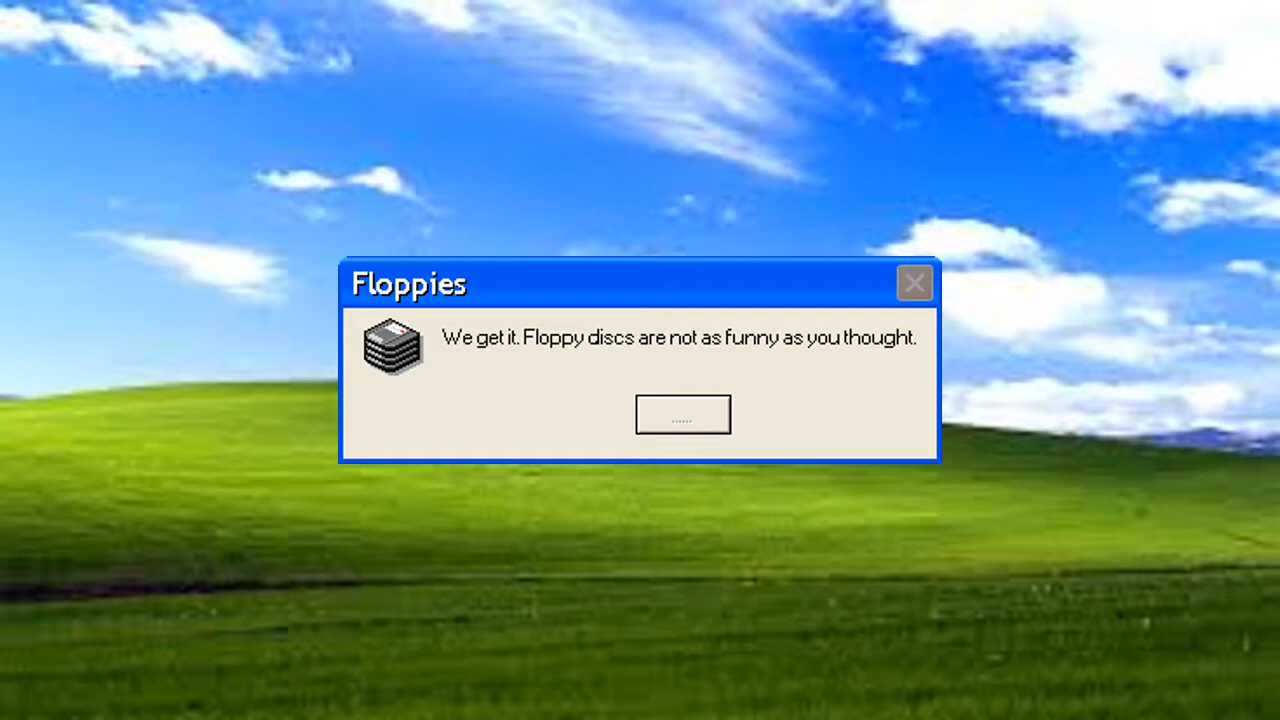 Floppies
We get it. Floppy discs are not as funny as you thought.
......